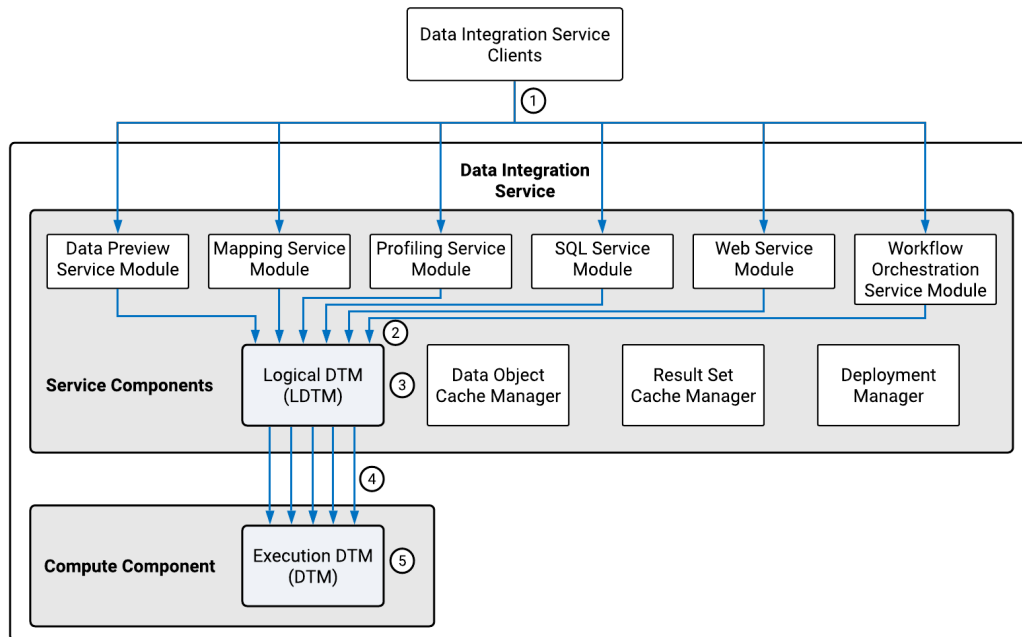 Data Integration Service
Clients
1
Data Integration
Service
Data Preview
Service Module
Mapping Service
Module
Profiling Service
Module
SQL Service
Module
Web Service
Module
Workflow
Orchestration
Service Module
2
Service Components
Logical DTM
(LDTM)
3
Data Object
Cache Manager
Result Set
Cache Manager
Deployment
Manager
4
Compute Component
Execution DTM
(DTM)
5